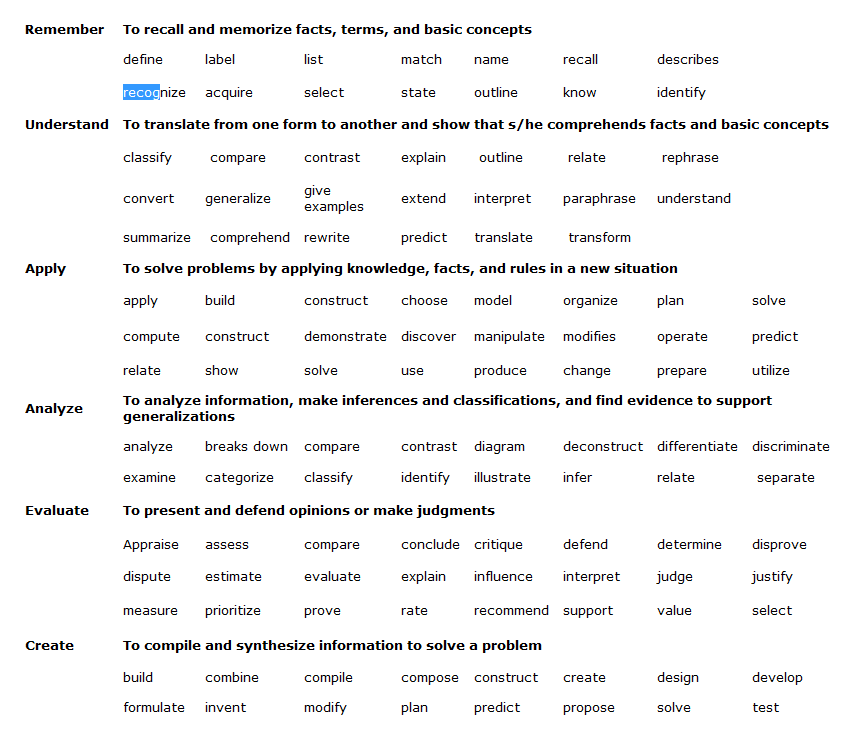 Remember To recall and memorize facts, terms, and basic concepts
define label list match name recall describes
recognize acquire select state outline know identify
Understand To translate from one form to another and show that s/he comprehends facts and basic concepts
classify compare contrast explain outline relate rephrase
convert generalize give examples extend interpret paraphrase understand
summarize comprehend rewrite predict translate transform
Apply To solve problems by applying knowledge, facts, and rules in a new situation
apply build construct choose model organize plan solve
compute construct demonstrate discover manipulate modifies operate predict
relate show solve use produce change prepare utilize
Analyze To analyze information, make inferences and classifications, and find evidence to support
generalizations
analyze breaks down compare contrast diagram deconstruct differentiate discriminate
examine categorize classify identify illustrate infer relate separate
Evaluate To present and defend opinions or make judgments
Appraise assess compare conclude critique defend determine disprove
dispute estimate evaluate explain influence interpret judge justify
measure prioritize prove rate recommend support value select
Create To compile and synthesize information to solve a problem
build combine compile compose construct create design develop
formulate invent modify plan predict propose solve test